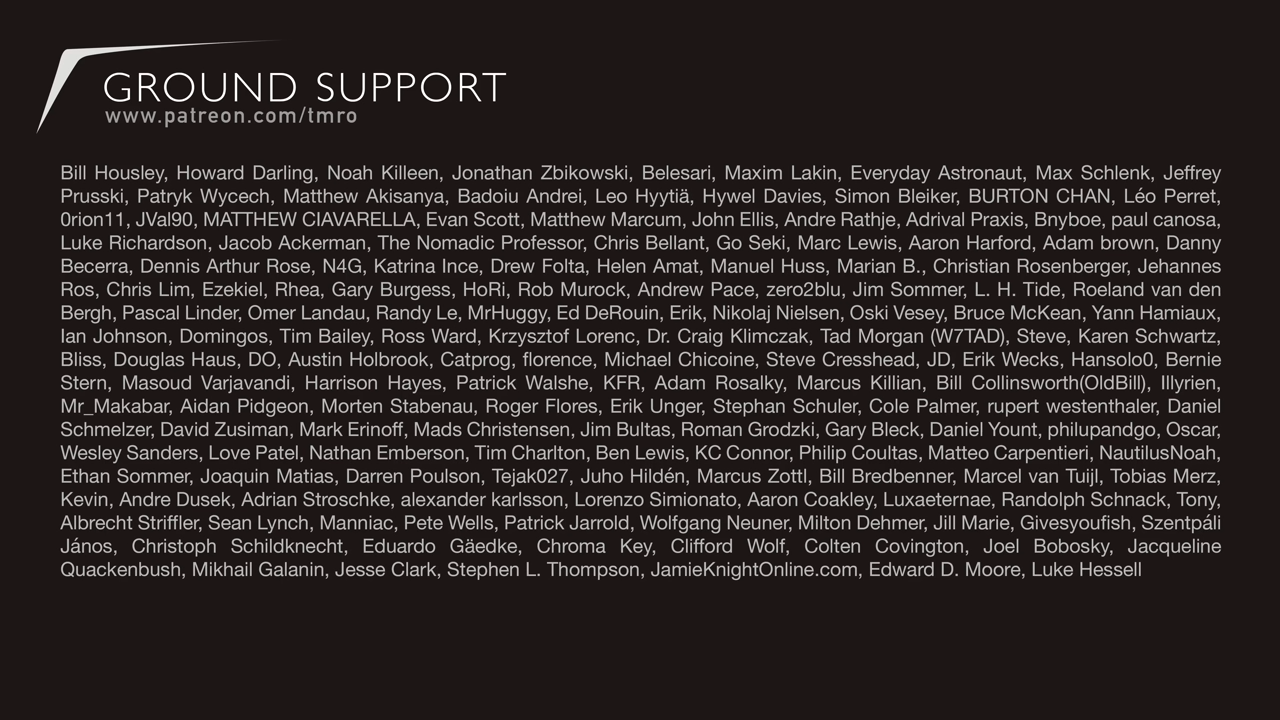 GROUND SUPPORT
www.patreon.com/tmro
Bill Housley, Howard Darling, Noah Killeen, Jonathan Zbikowski, Belesari, Maxim Lakin, Everyday Astronaut, Max Schlenk, Jeffrey
Prusski, Patryk Wycech, Matthew Akisanya, Badoiu Andrei, Leo Hyytiä, Hywel Davies, Simon Bleiker, BURTON CHAN, Léo Perret,
0rion11, JVal90, MATTHEW CIAVARELLA, Evan Scott, Matthew Marcum, John Ellis, Andre Rathje, Adrival Praxis, Bnyboe, paul canosa,
Luke Richardson, Jacob Ackerman, The Nomadic Professor, Chris Bellant, Go Seki, Marc Lewis, Aaron Harford, Adam brown, Danny
Becerra, Dennis Arthur Rose, N4G, Katrina Ince, Drew Folta, Helen Amat, Manuel Huss, Marian B., Christian Rosenberger, Jehannes
Ros, Chris Lim, Ezekiel, Rhea, Gary Burgess, HoRi, Rob Murock, Andrew Pace, zero2blu, Jim Sommer, L. H. Tide, Roeland van den
Bergh, Pascal Linder, Omer Landau, Randy Le, MrHuggy, Ed DeRouin, Erik, Nikolaj Nielsen, Oski Vesey, Bruce McKean, Yann Hamiaux,
Ian Johnson, Domingos, Tim Bailey, Ross Ward, Krzysztof Lorenc, Dr. Craig Klimczak, Tad Morgan (W7TAD), Steve, Karen Schwartz,
Bliss, Douglas Haus, DO, Austin Holbrook, Catprog, florence, Michael Chicoine, Steve Cresshead, JD, Erik Wecks, Hansolo0, Bernie
Stern, Masoud Varjavandi, Harrison Hayes, Patrick Walshe, KFR, Adam Rosalky, Marcus Killian, Bill Collinsworth(OldBill), Illyrien,
Mr_Makabar, Aidan Pidgeon, Morten Stabenau, Roger Flores, Erik Unger, Stephan Schuler, Cole Palmer, rupert westenthaler, Daniel
Schmelzer, David Zusiman, Mark Erinoff, Mads Christensen, Jim Bultas, Roman Grodzki, Gary Bleck, Daniel Yount, philupandgo, Oscar,
Wesley Sanders, Love Patel, Nathan Emberson, Tim Charlton, Ben Lewis, KC Connor, Philip Coultas, Matteo Carpentieri, NautilusNoah,
Ethan Sommer, Joaquin Matias, Darren Poulson, Tejak027, Juho Hildén, Marcus Zottl, Bill Bredbenner, Marcel van Tuijl, Tobias Merz,
Kevin, Andre Dusek, Adrian Stroschke, alexander karlsson, Lorenzo Simionato, Aaron Coakley, Luxaeternae, Randolph Schnack, Tony,
Albrecht Striffler, Sean Lynch, Manniac, Pete Wells, Patrick Jarrold, Wolfgang Neuner, Milton Dehmer, Jill Marie, Givesyoufish, Szentpáli
János, Christoph Schildknecht, Eduardo Gäedke, Chroma Key, Clifford Wolf, Colten Covington, Joel Bobosky, Jacqueline
Quackenbush, Mikhail Galanin, Jesse Clark, Stephen L. Thompson, JamieKnightOnline.com, Edward D. Moore, Luke Hessell